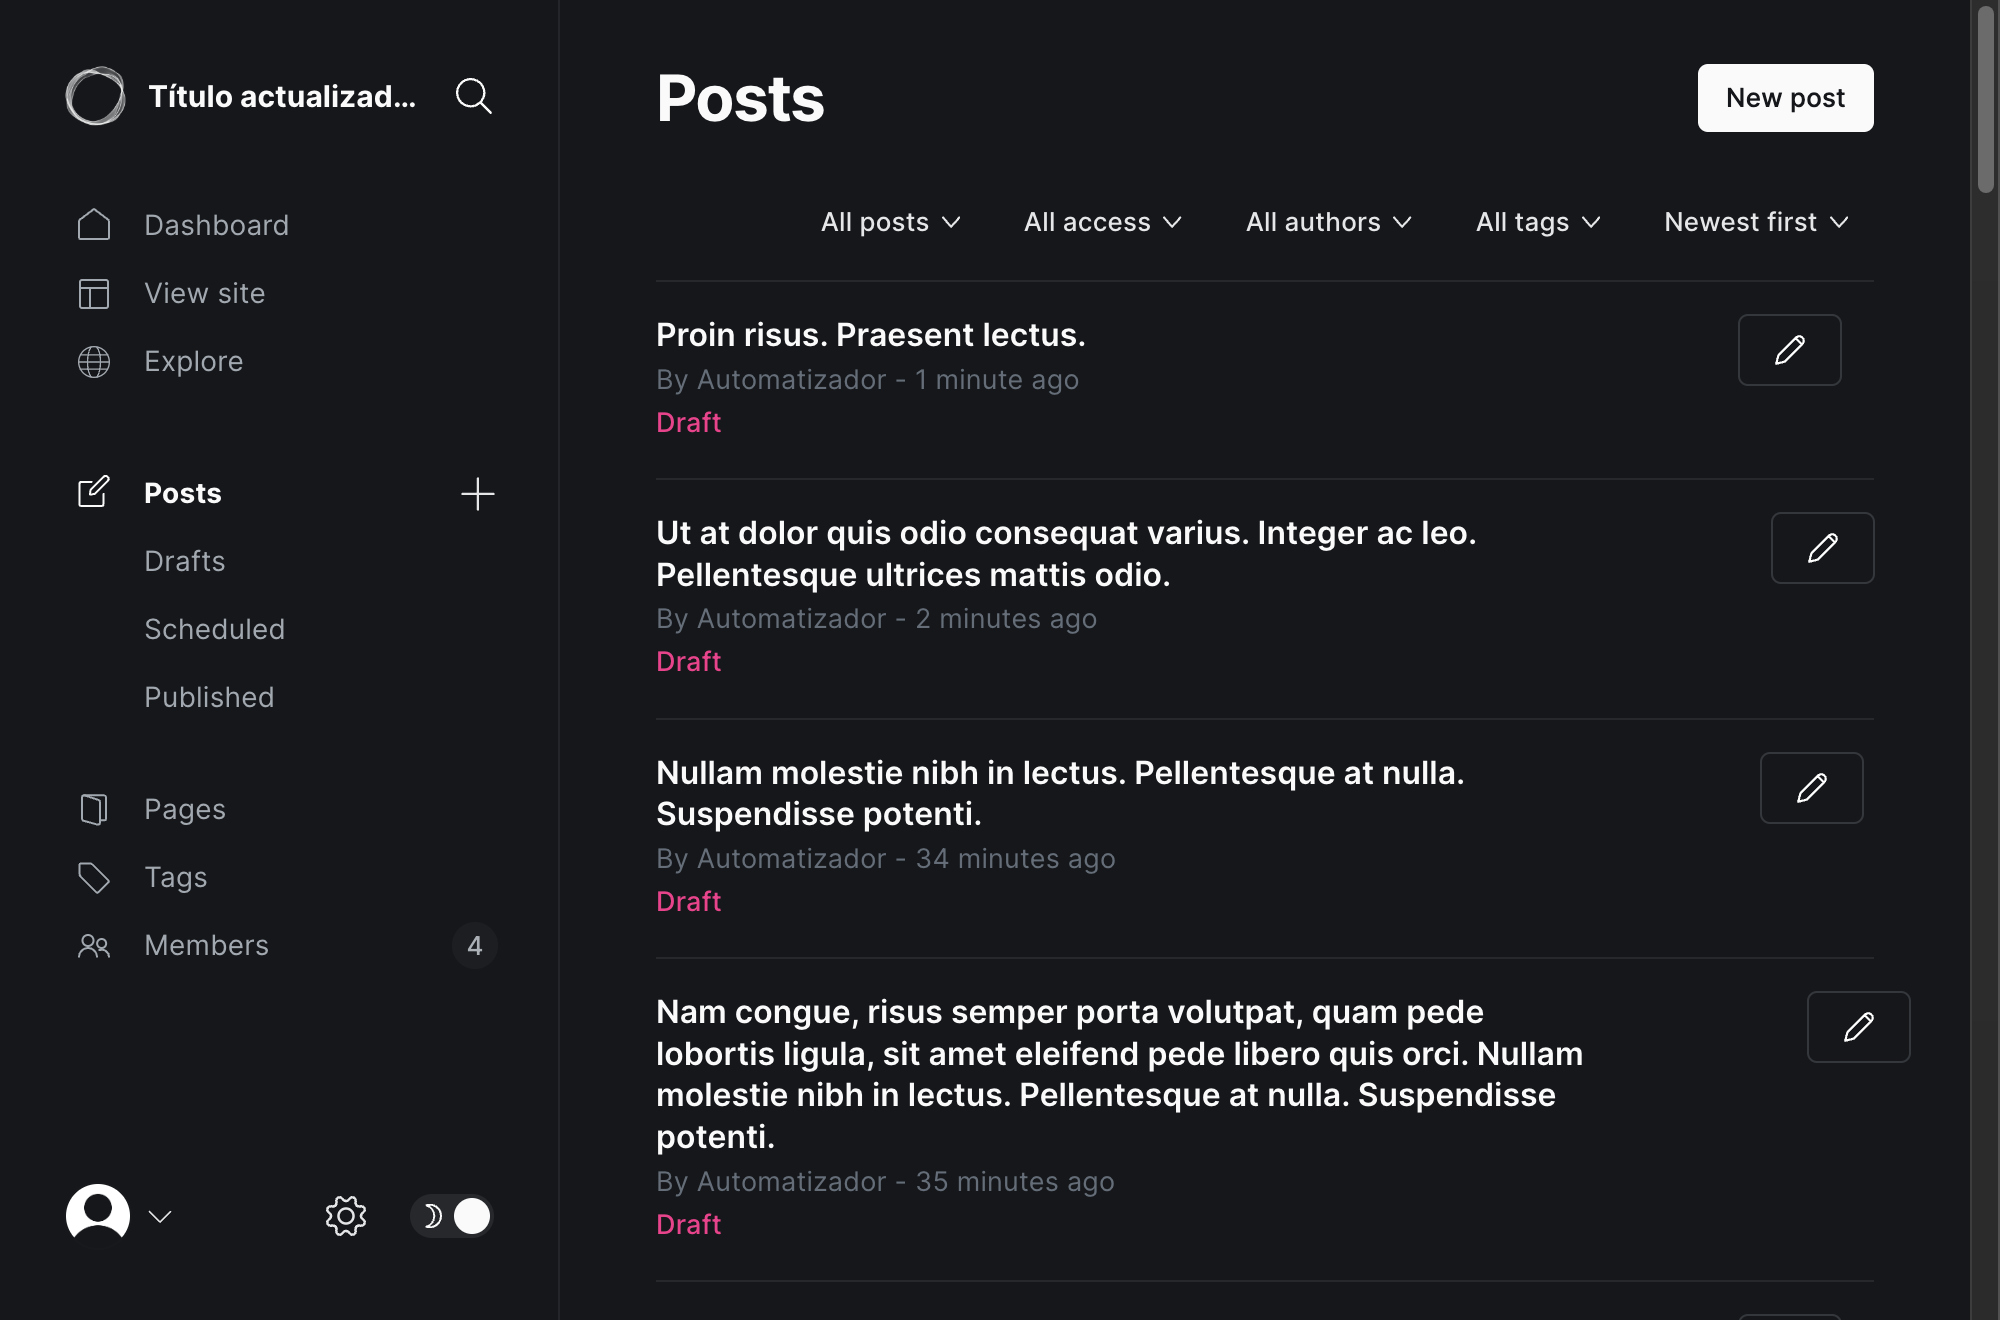 Título actualizad...
Dashboard
View site
Explore
Posts
Drafts
Scheduled
Published
Pages
Tags
Members
4
Posts
New post
All posts
All access
All authors
All tags
Newest first
Proin risus. Praesent lectus.
By Automatizador - 1 minute ago
Draft
Ut at dolor quis odio consequat varius. Integer ac leo.
Pellentesque ultrices mattis odio.
By Automatizador - 2 minutes ago
Draft
Nullam molestie nibh in lectus. Pellentesque at nulla.
Suspendisse potenti.
By Automatizador - 34 minutes ago
Draft
Nam congue, risus semper porta volutpat, quam pede
lobortis ligula, sit amet eleifend pede libero quis orci. Nullam
molestie nibh in lectus. Pellentesque at nulla. Suspendisse
potenti.
By Automatizador - 35 minutes ago
Draft